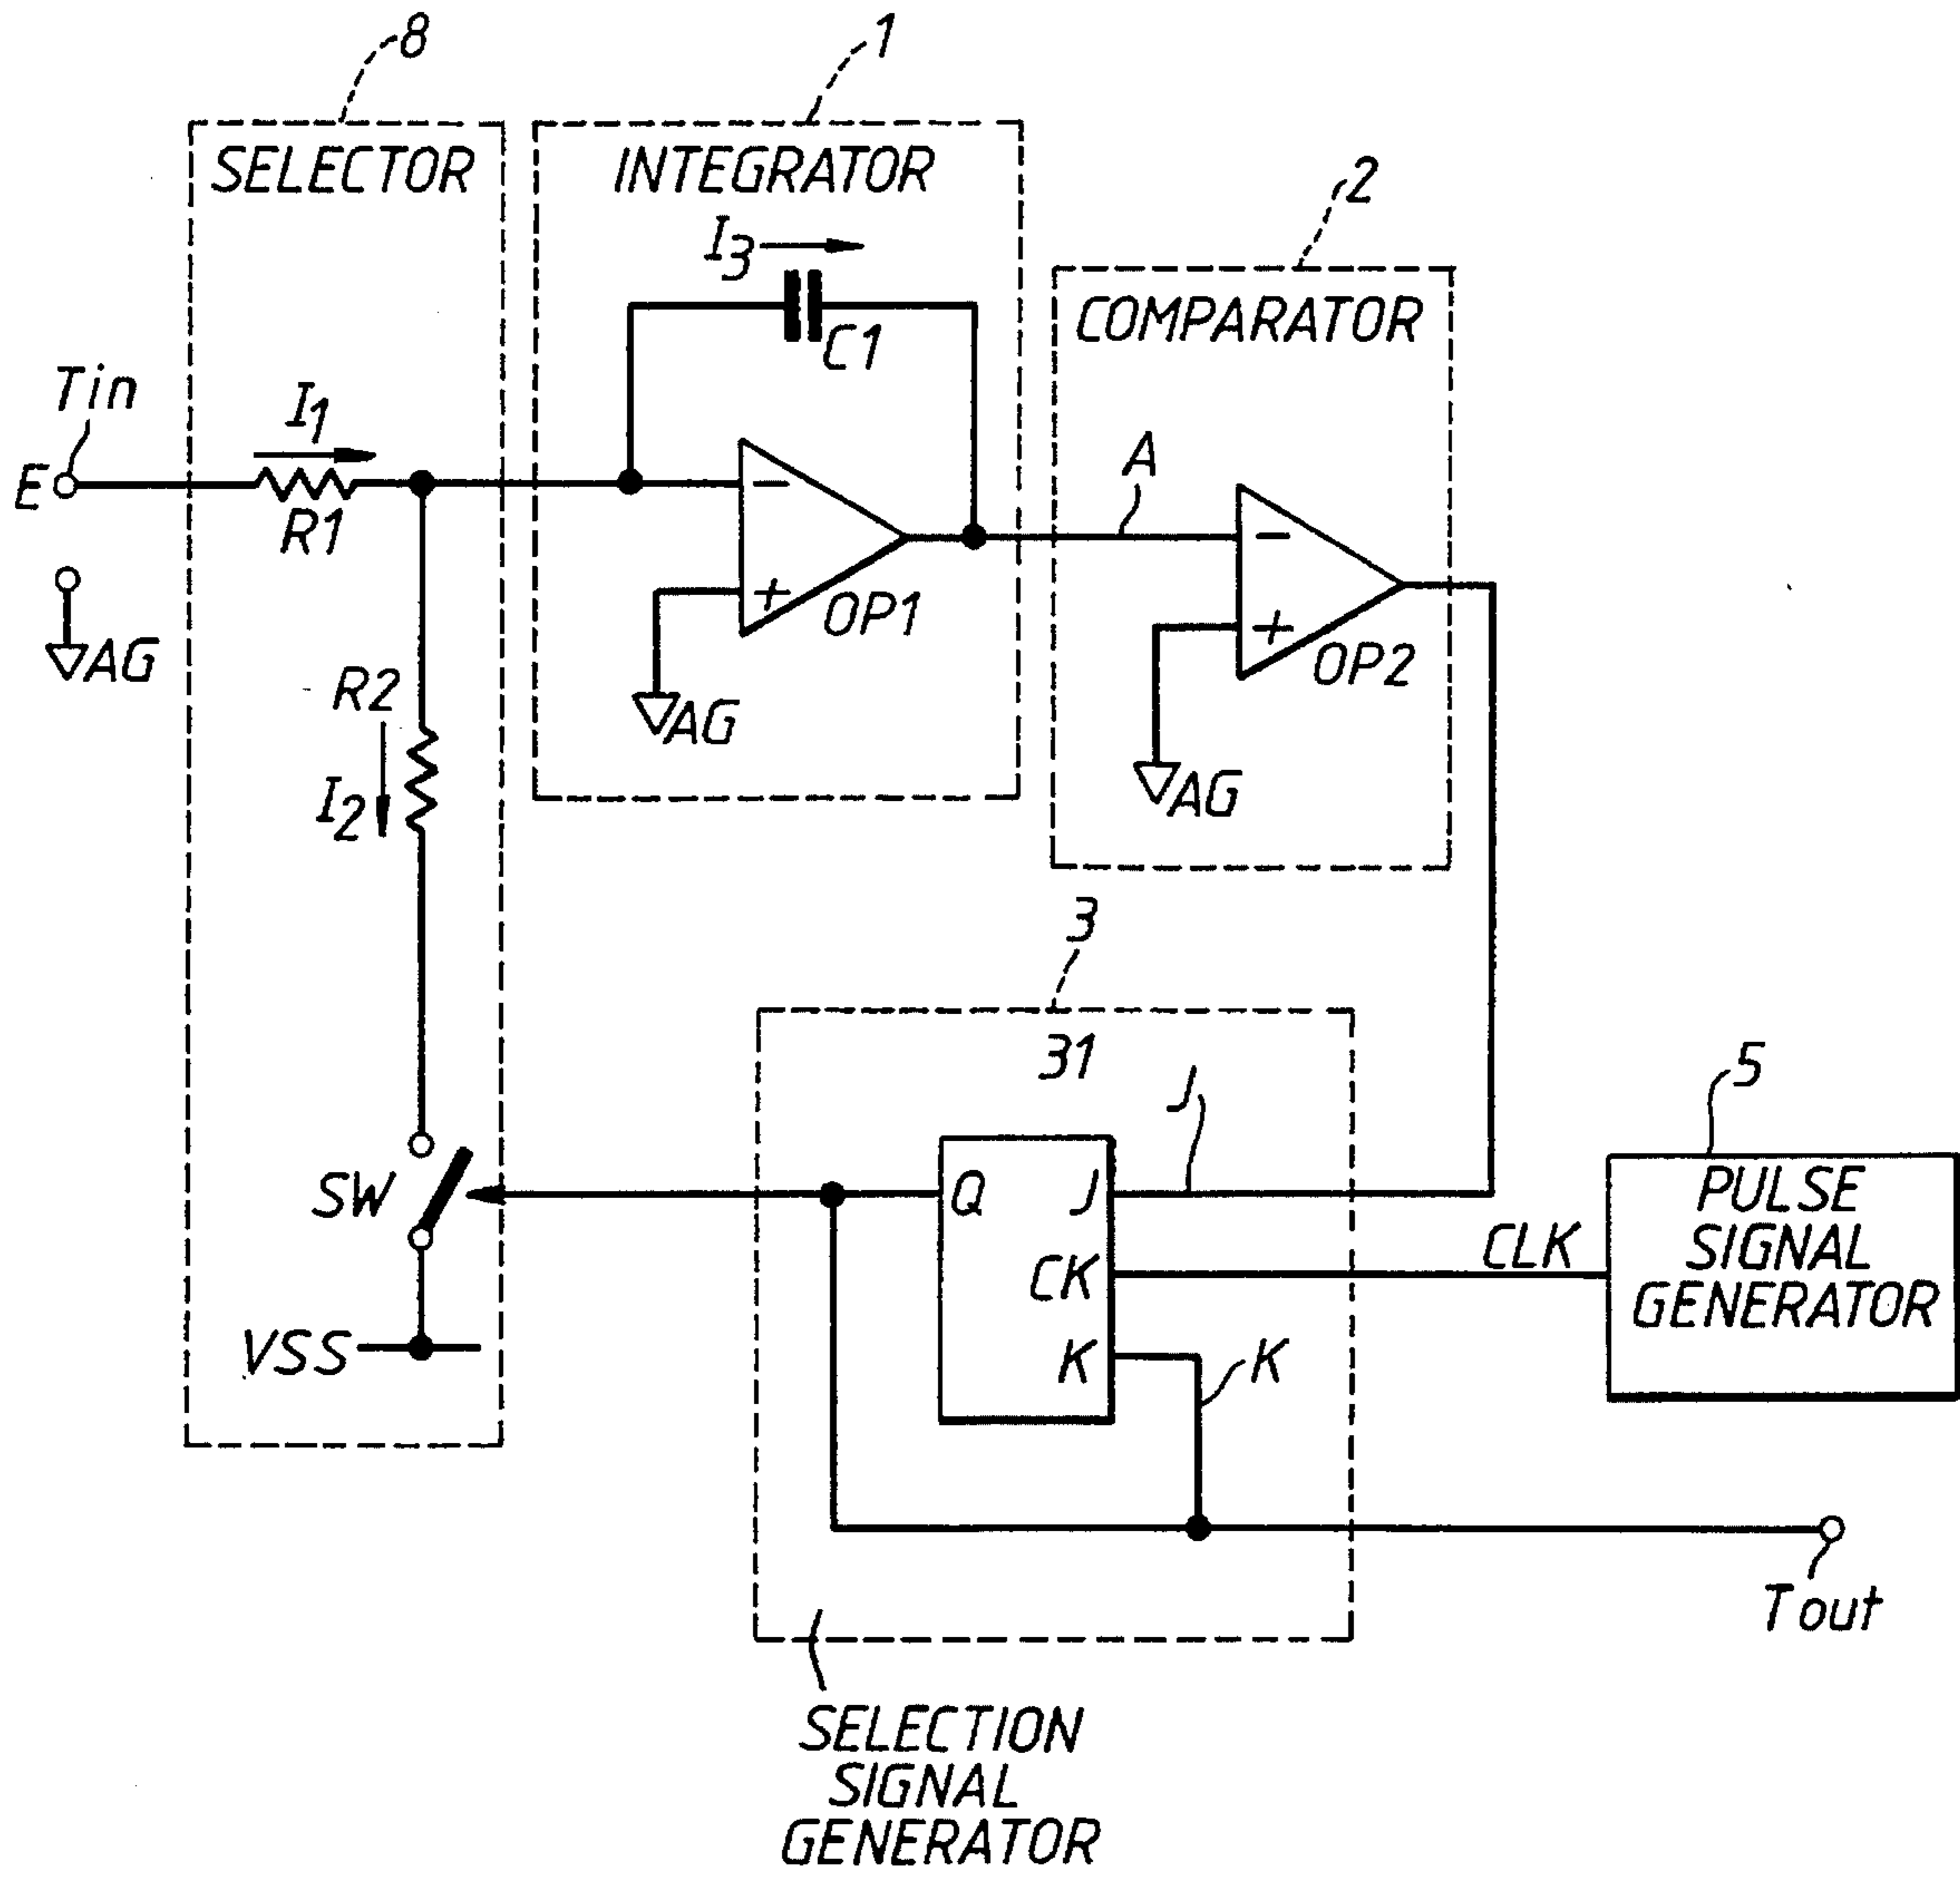 8
1
SELECTOR
INTEGRATOR
2
I3
C1
COMPARATOR
Tin
I1
E
R1
A
−
+
OP1
−
+
OP2
AG
R2
AG
I2
AG
3
31
J
5
SW
Q
J
CK
K
CLK
PULSE
SIGNAL
GENERATOR
K
VSS
Tout
SELECTION
SIGNAL
GENERATOR